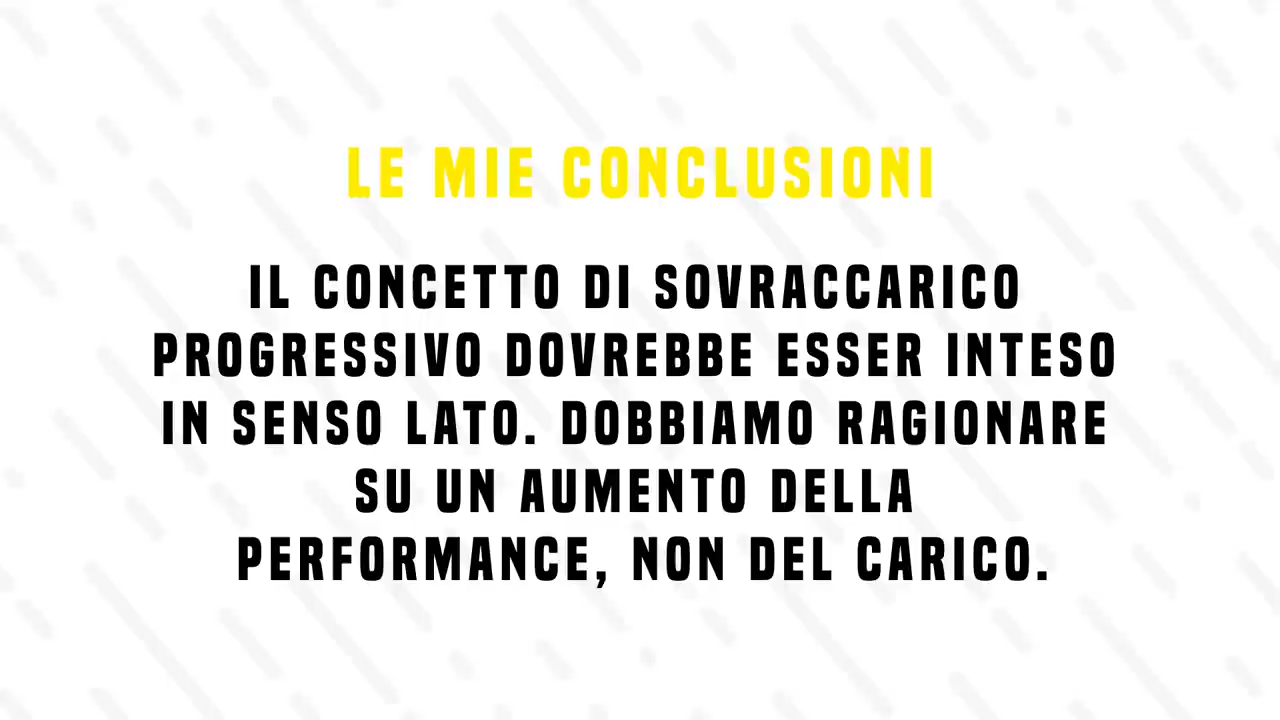 LE MIE CONCLUSIONI
IL CONCETTO DI SOVRACCARICO
PROGRESSIVO DOVREBBE ESSER INTESO
IN SENSO LATO. DOBBIAMO RAGIONARE
SU UN AUMENTO DELLA
PERFORMANCE, NON DEL CARICO.